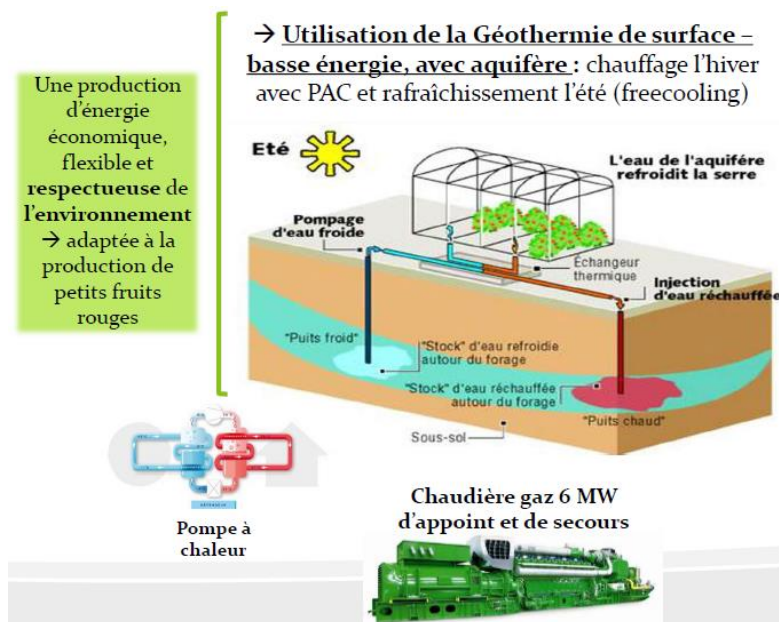 Une production
d'énergie
économique,
flexible et
respectueuse de
l'environnement
→ adaptée à la
production de
petits fruits
rouges
→ Utilisation de la Géothermie de surface –
basse énergie, avec aquifère : chauffage l'hiver
avec PAC et rafraîchissement l'été (freecooling)
Eté
L'eau de l'aquifére
refroidit la serre
Pompage
d'eau froide
Échangeur
thermique
Injection
d'eau réchauffée
"Puits froid"
"Stock" d'eau refroidie
autour du forage
"Stock" d'eau réchauffée
autour du forage
"Puits chaud"
Sous-sol
Pompe à
chaleur
Chaudière gaz 6 MW
d'appoint et de secours